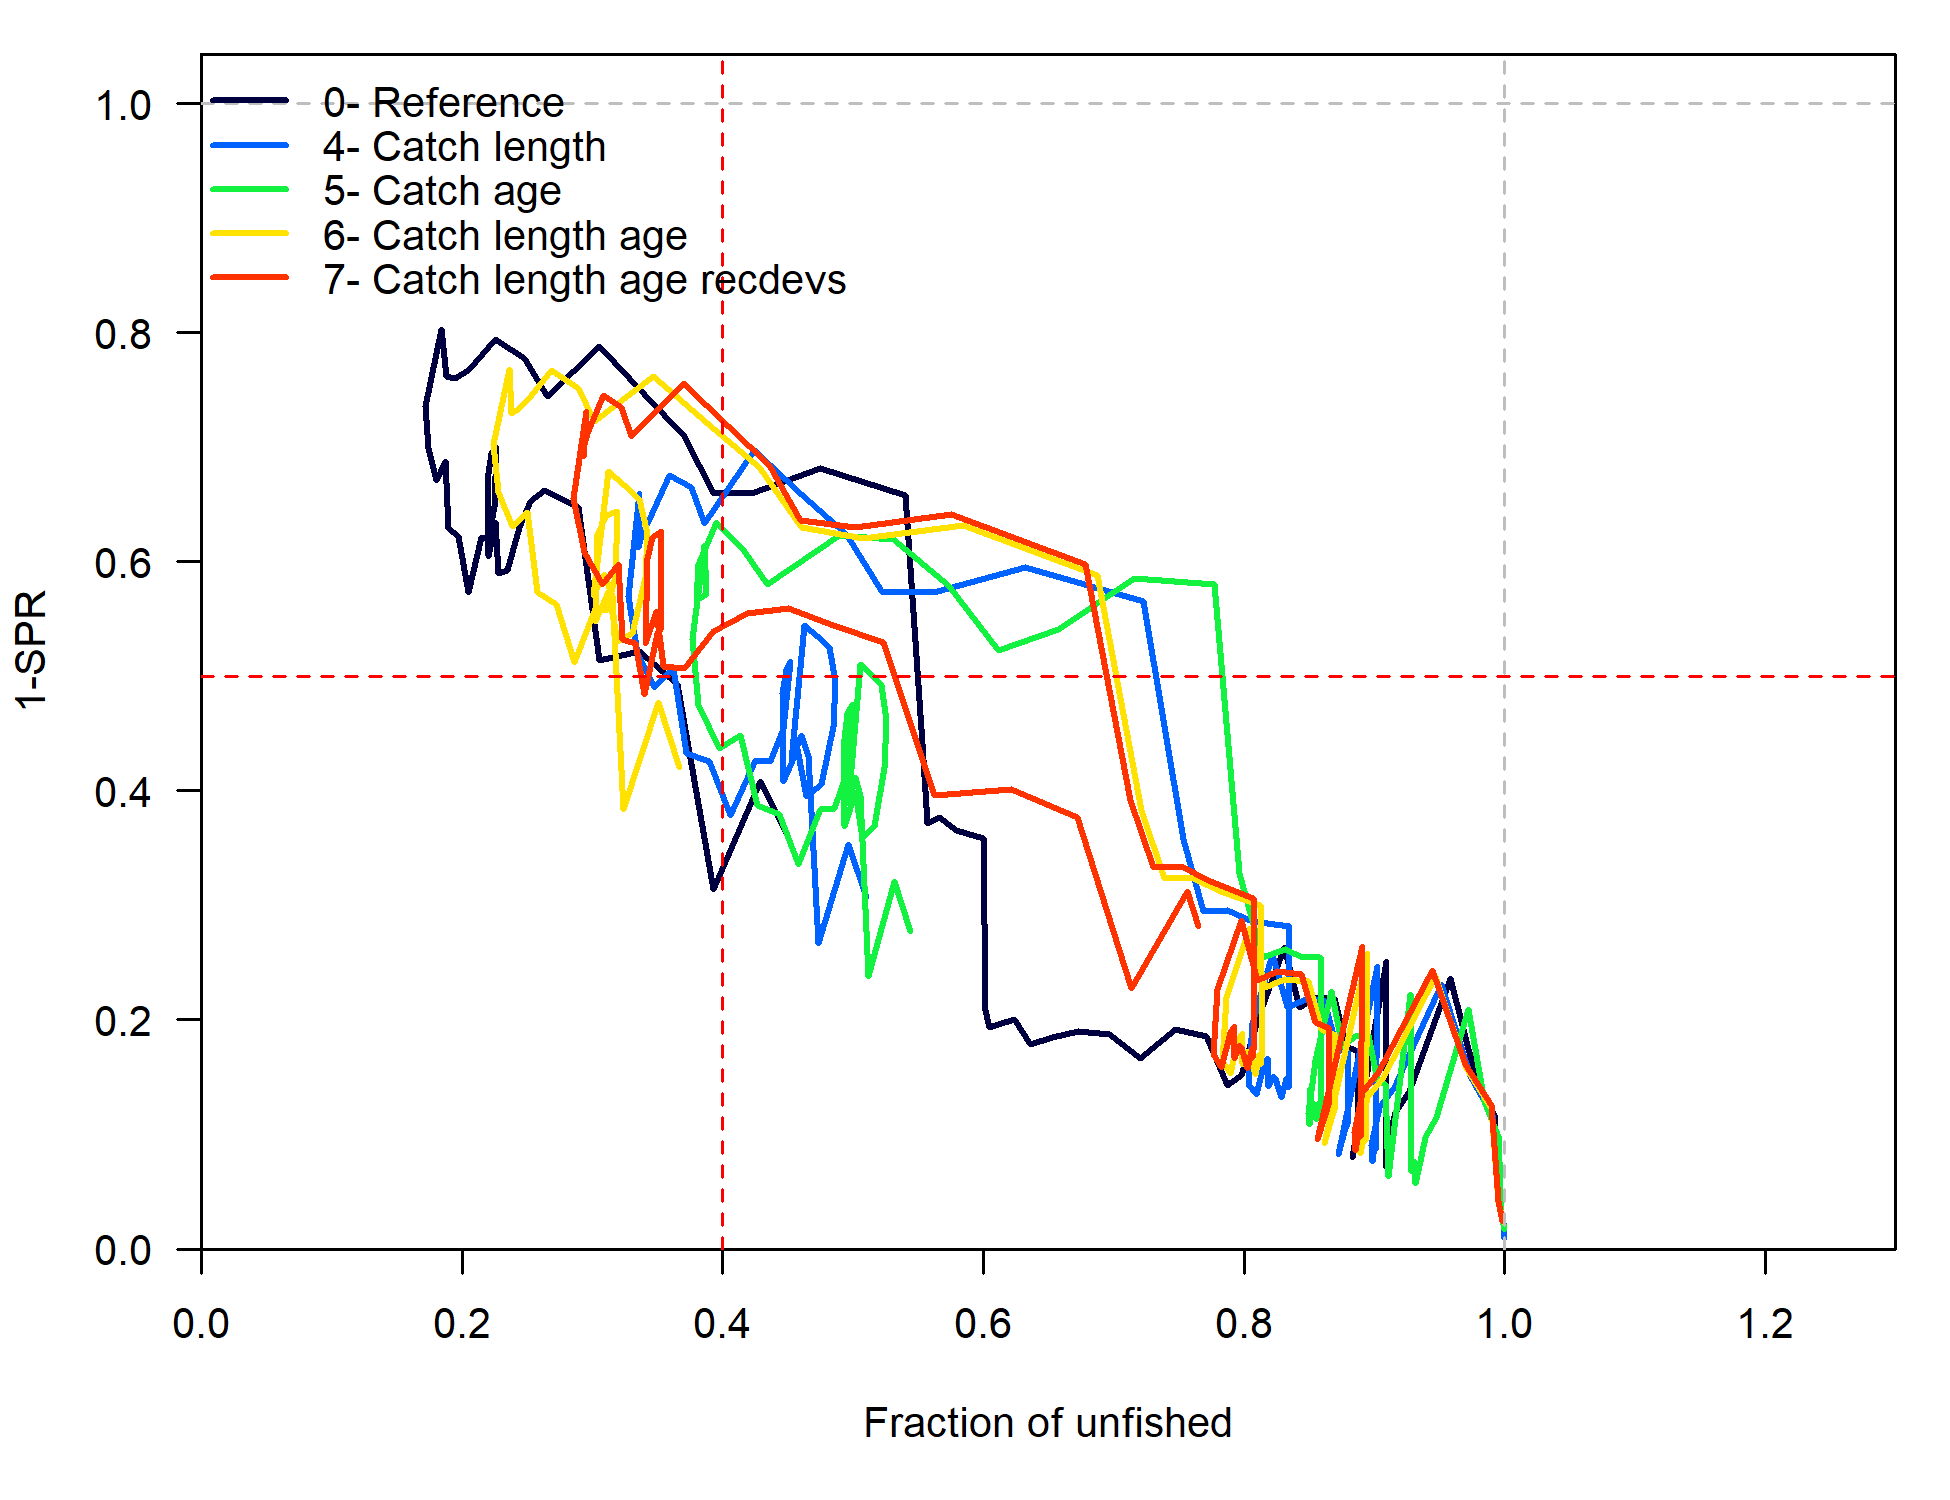 0- Reference
4- Catch length
5- Catch age
6- Catch length age
7- Catch length age recdevs
1.0
0.8
0.6
0.4
0.2
0.0
1-SPR
0.0 0.2 0.4 0.6 0.8 1.0 1.2
Fraction of unfished